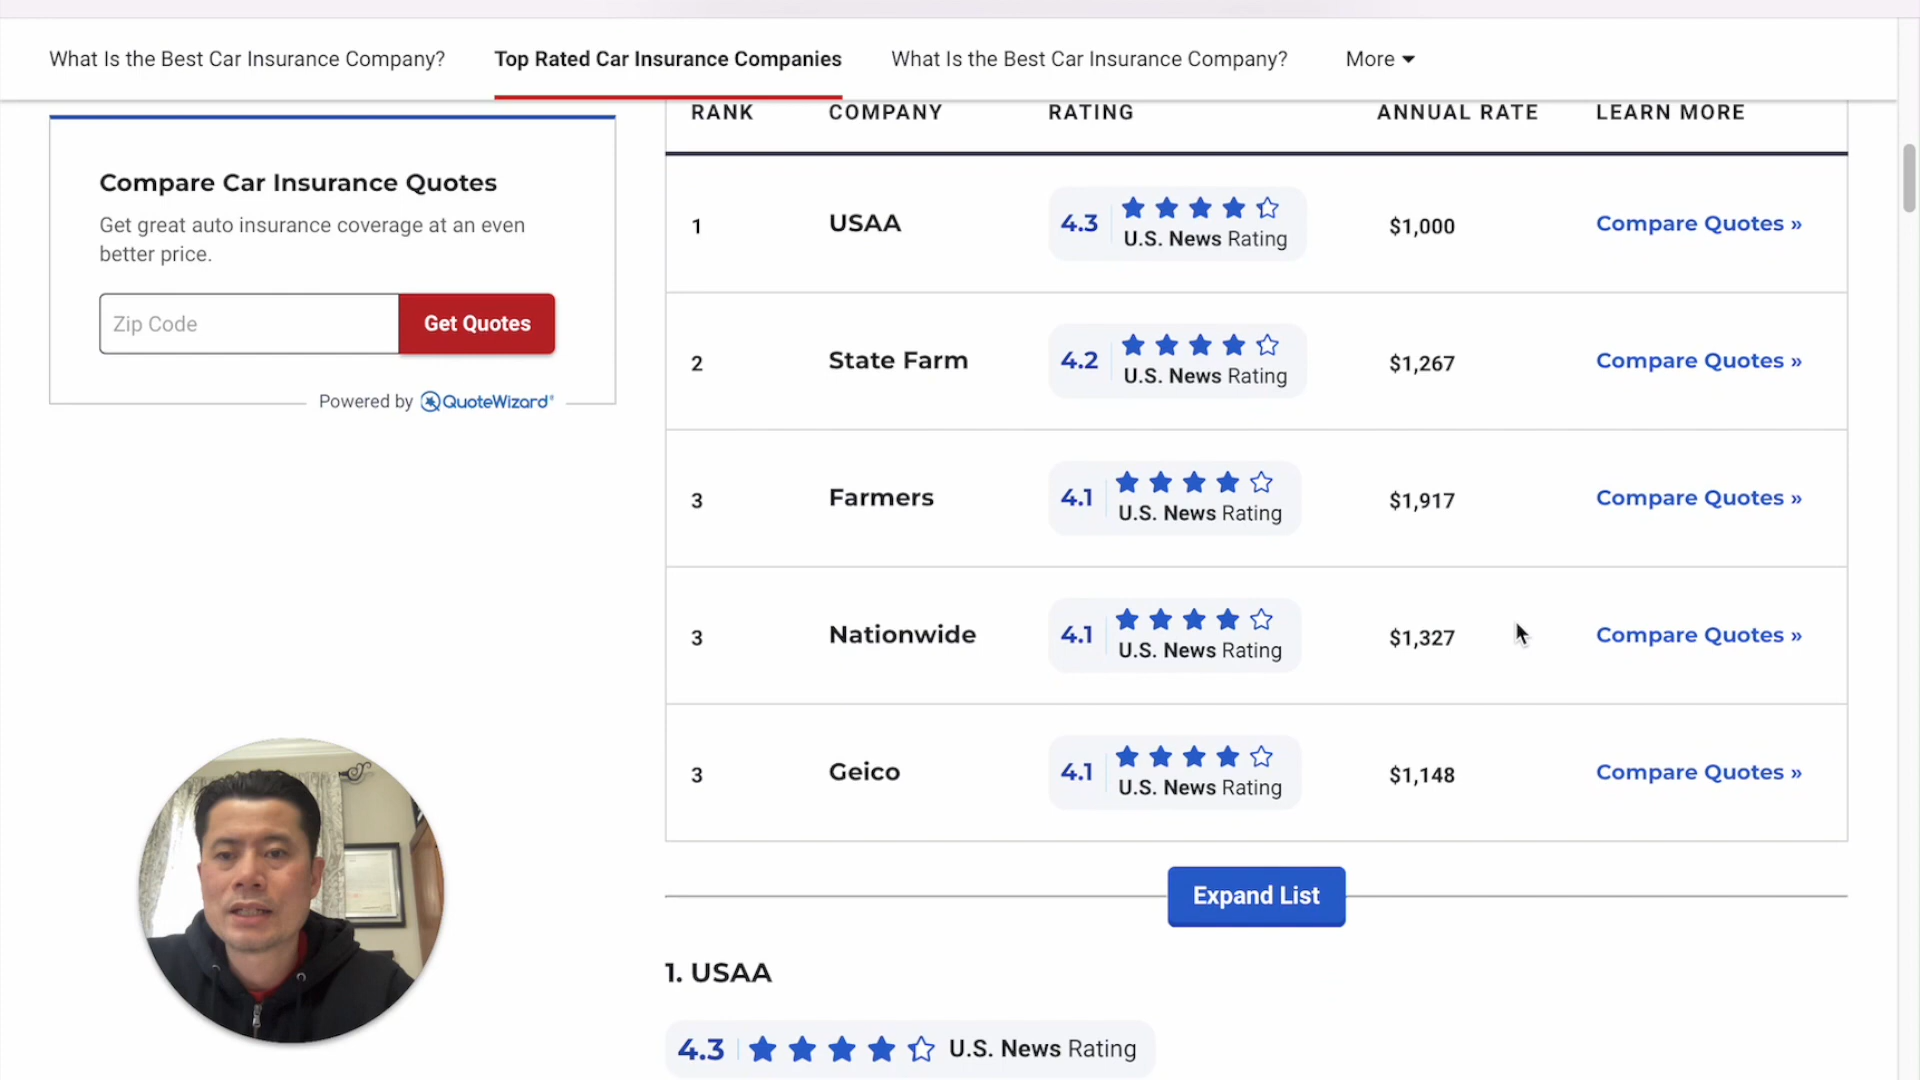 What Is the Best Car Insurance Company?
Top Rated Car Insurance Companies
What Is the Best Car Insurance Company?
More
Compare Car Insurance Quotes
Get great auto insurance coverage at an even
better price.
Zip Code
Get Quotes
Powered by QuoteWizard®
RANK COMPANY RATING ANNUAL RATE LEARN MORE
1 USAA 4.3 U.S. News Rating $1,000 Compare Quotes »
2 State Farm 4.2 U.S. News Rating $1,267 Compare Quotes »
3 Farmers 4.1 U.S. News Rating $1,917 Compare Quotes »
3 Nationwide 4.1 U.S. News Rating $1,327 Compare Quotes »
3 Geico 4.1 U.S. News Rating $1,148 Compare Quotes »
Expand List
1. USAA
4.3 U.S. News Rating